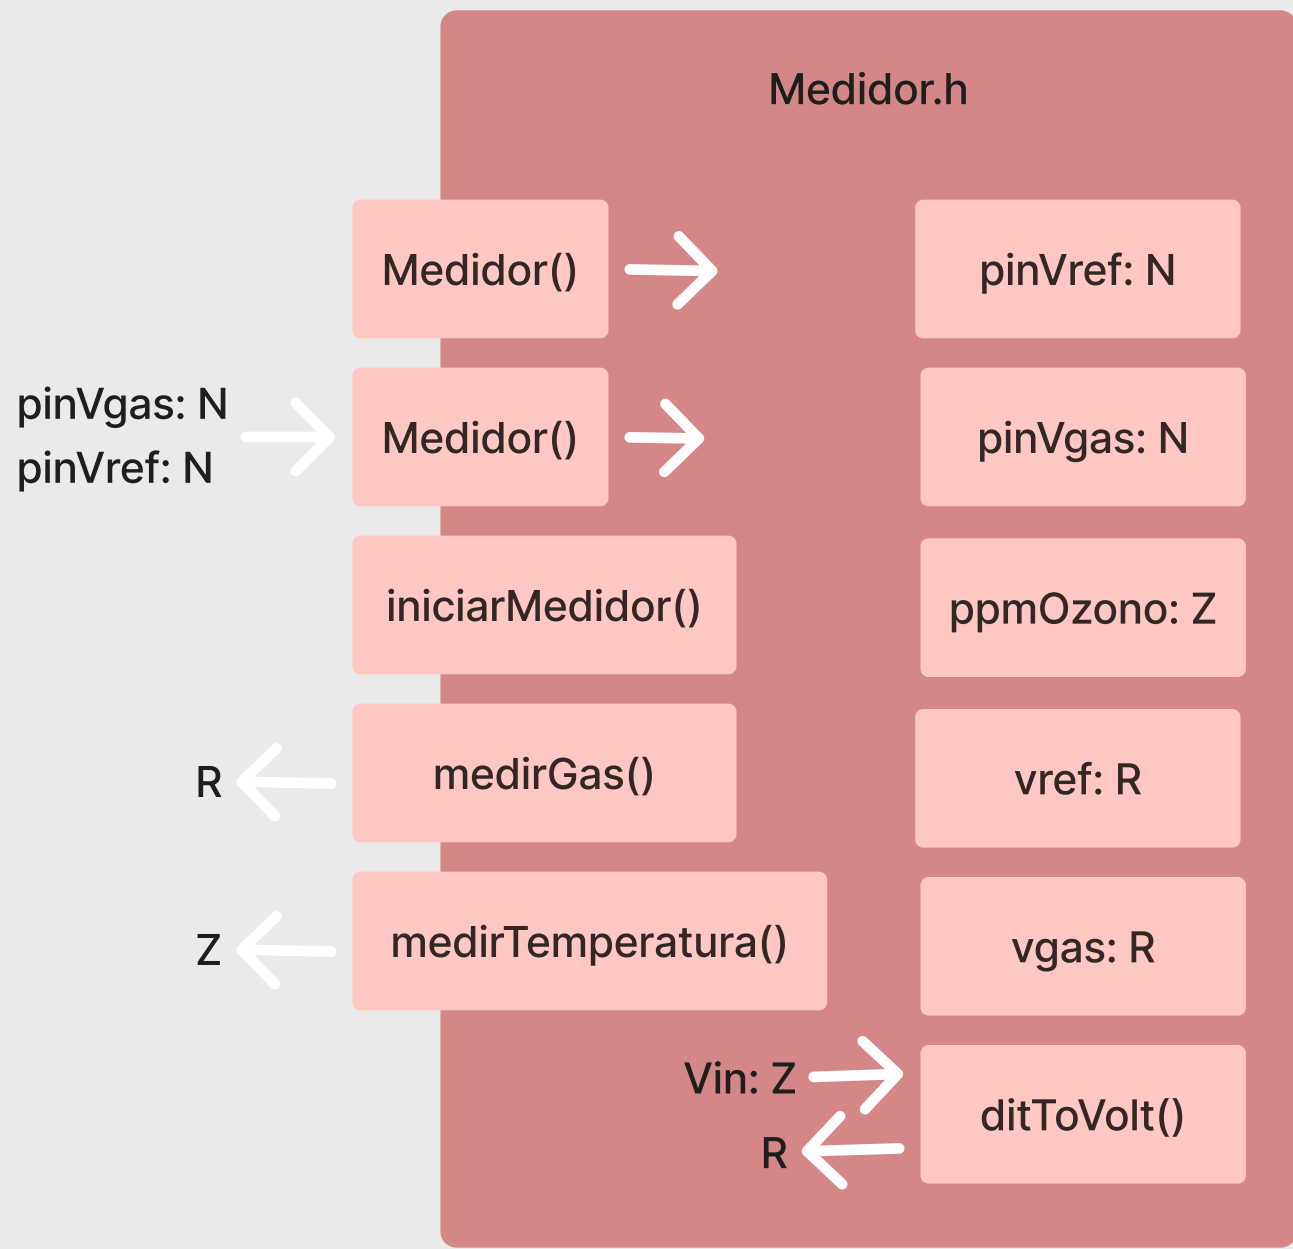 Medidor.h
Medidor()
pinVref: N
pinVgas: N
pinVref: N
Medidor()
pinVgas: N
iniciarMedidor()
ppmOzono: Z
R
medirGas()
vref: R
Z
medirTemperatura()
vgas: R
Vin: Z
R
ditToVolt()